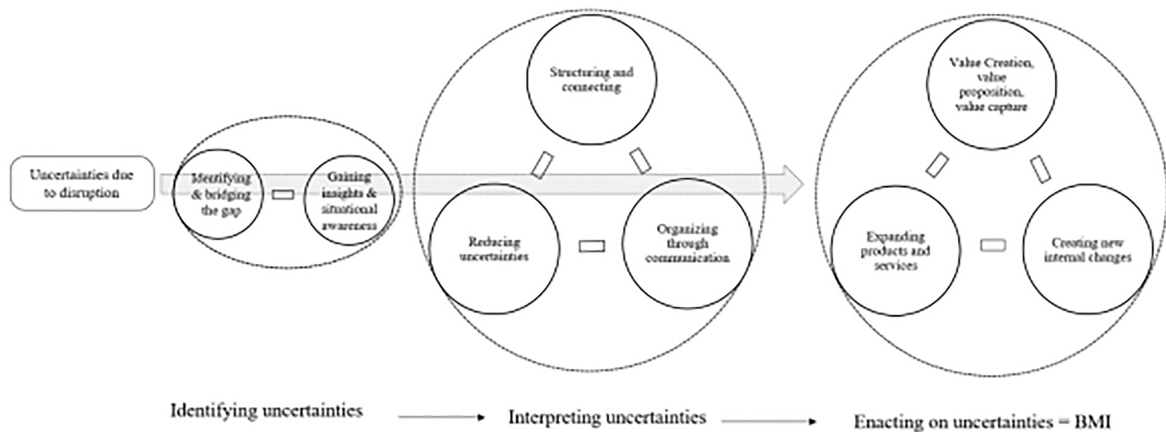 Uncertainties due
to disruption
Identifying
& bridging
the gap
Gaining
insights &
situational
awareness
Structuring and
connecting
Reducing
uncertainties
Organizing
through
communication
Value Creation,
value
proposition,
value capture
Expanding
products and
services
Creating new
internal changes
Identifying uncertainties
Interpreting uncertainties
Enacting on uncertainties = BMI